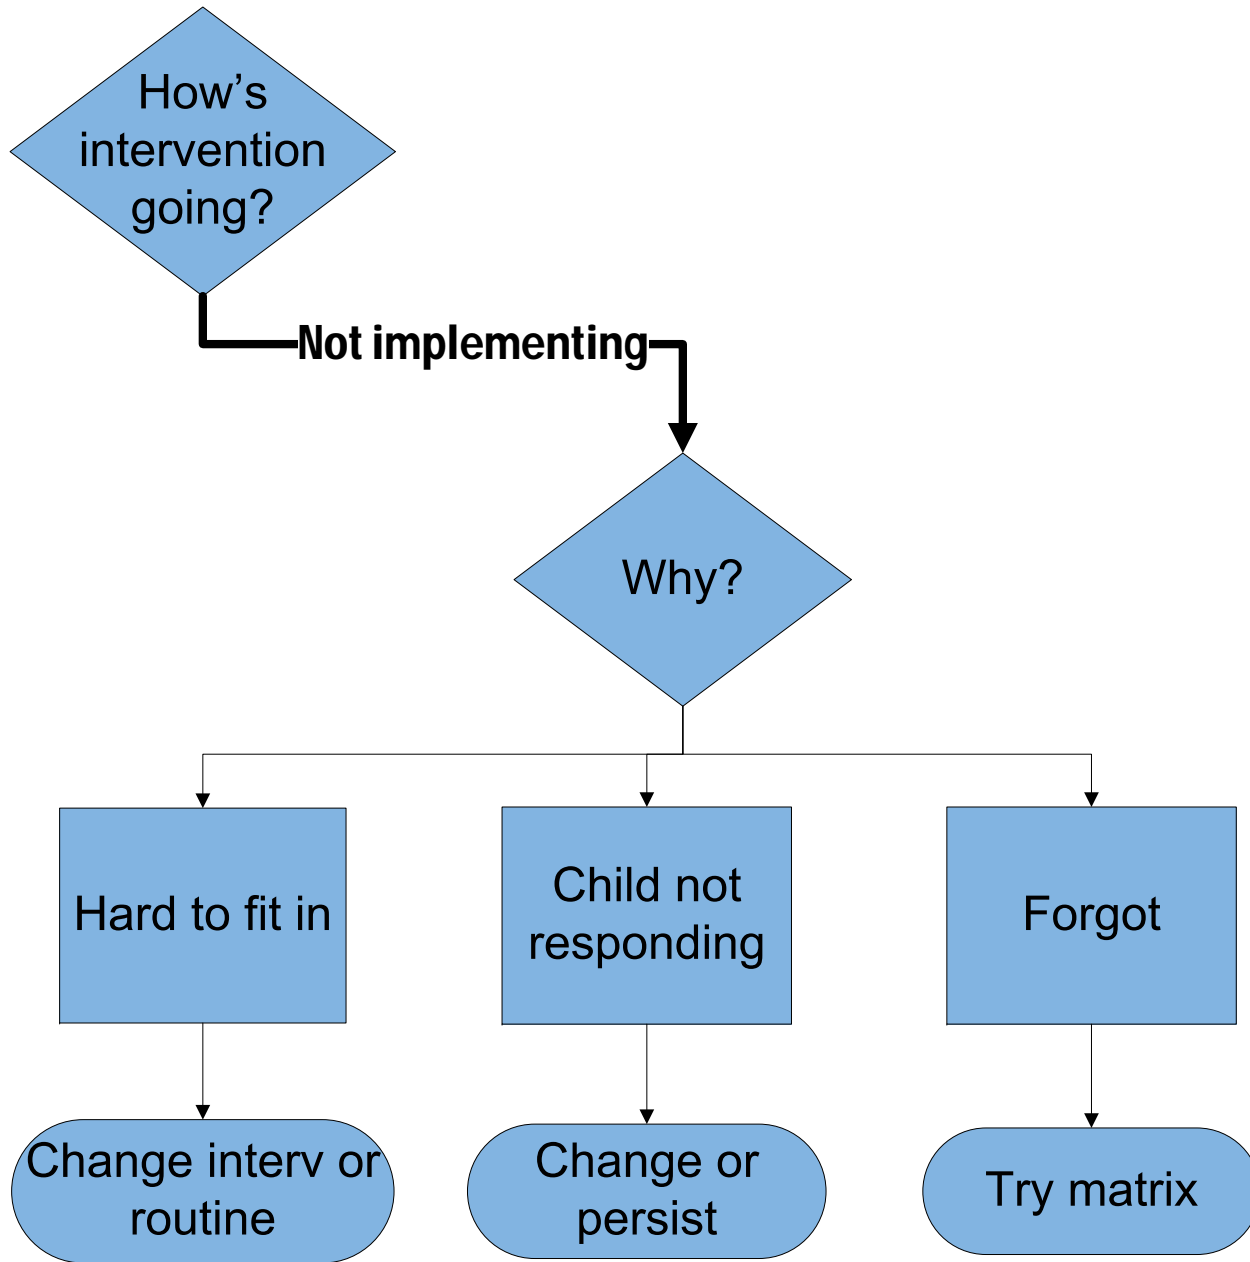 How’s
intervention
going?
Not implementing
Why?
Hard to fit in
Child not
responding
Forgot
Change interv or
routine
Change or
persist
Try matrix